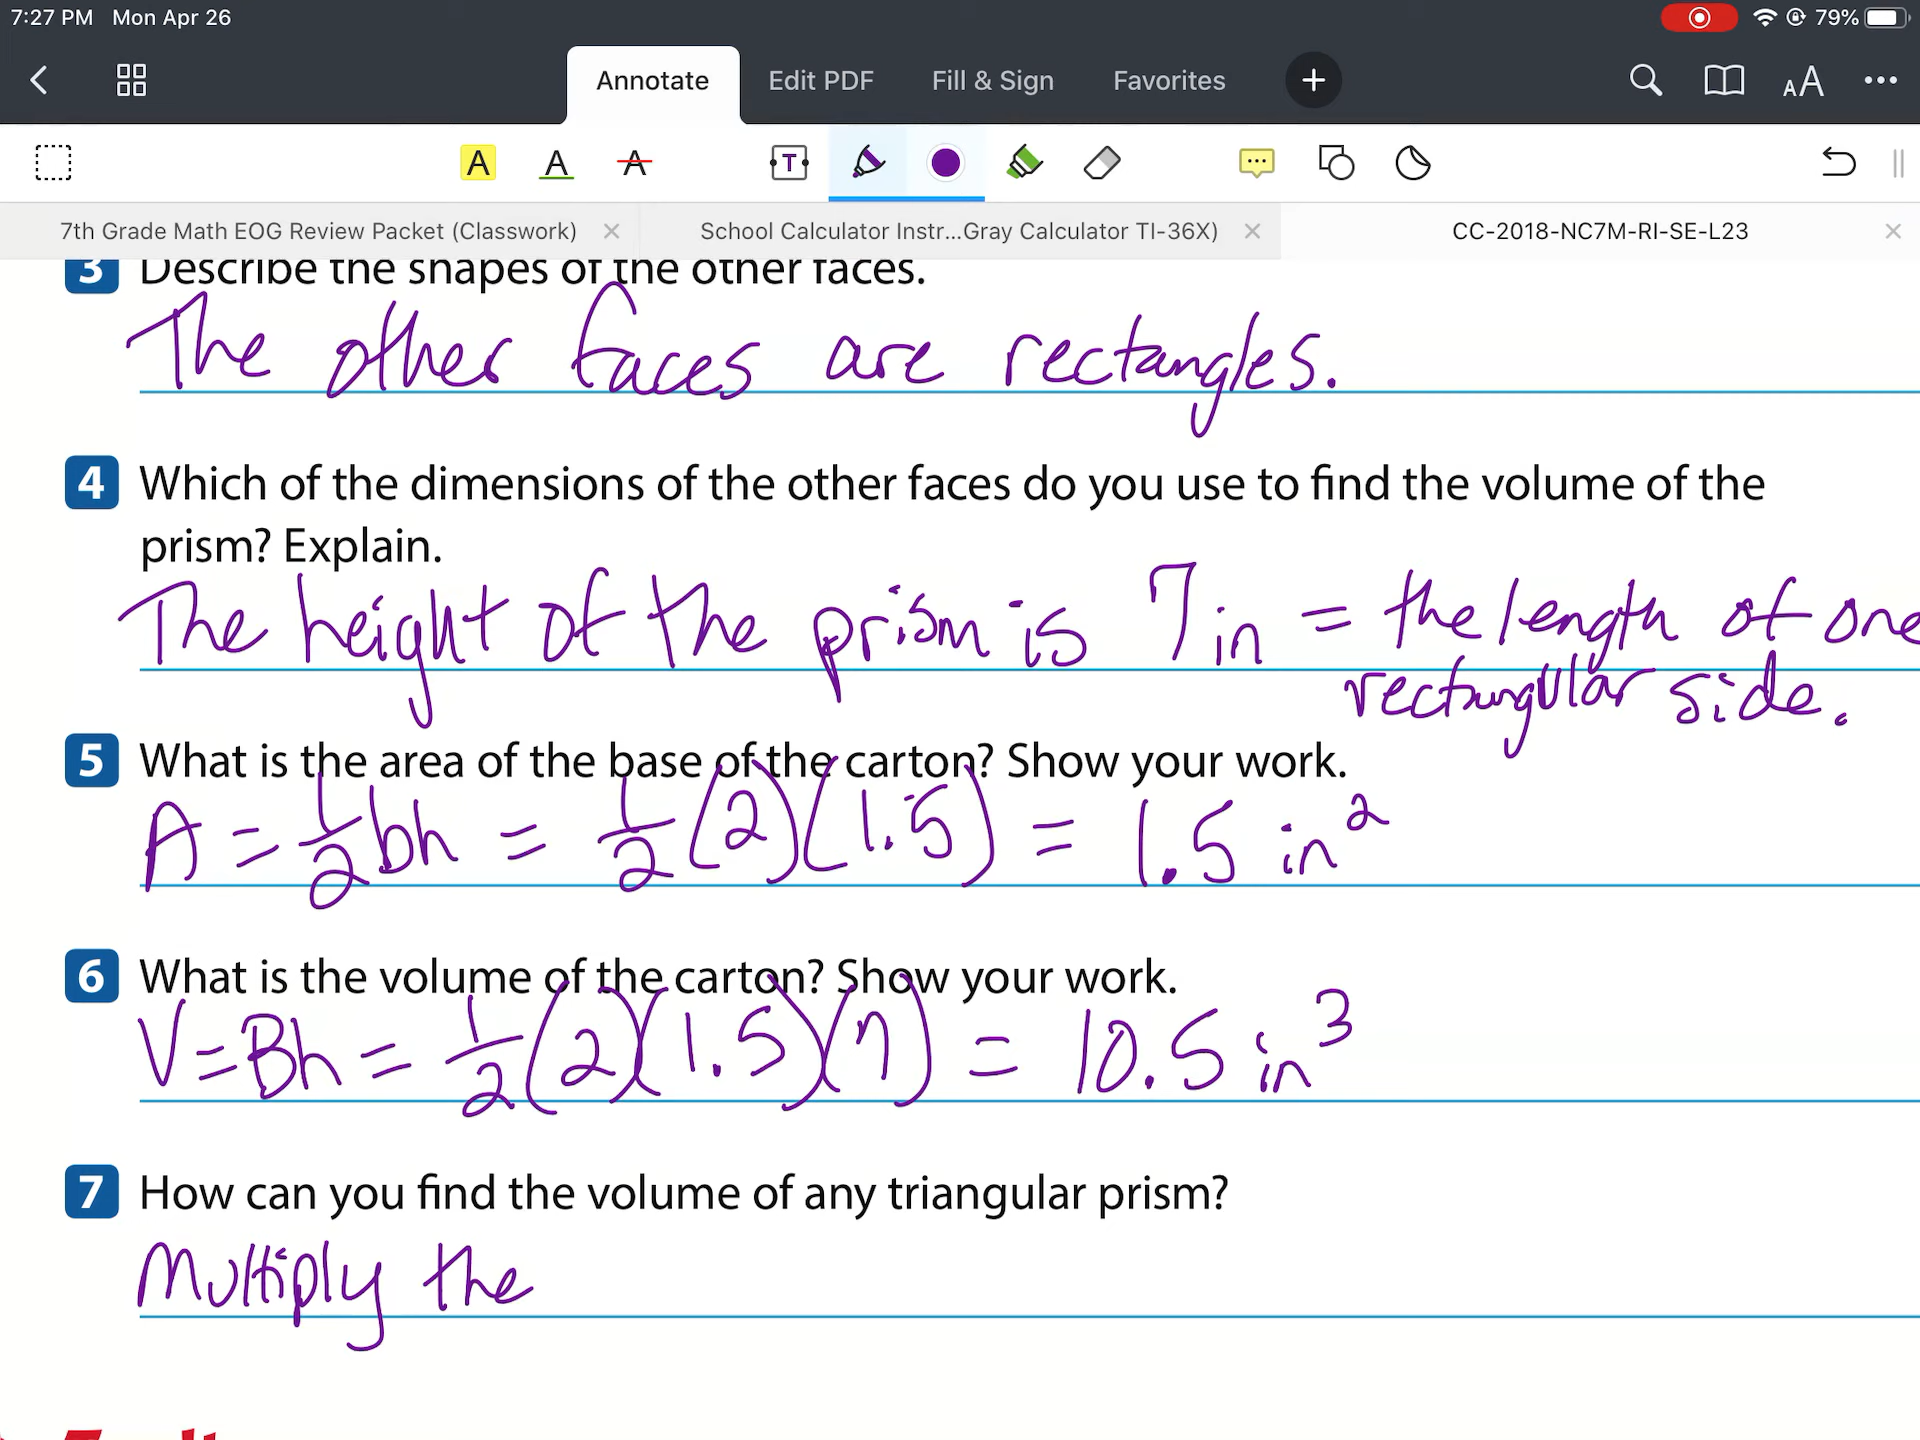 7:27 PM Mon Apr 26 79%
Annotate Edit PDF Fill & Sign Favorites + AA
A A A T
7th Grade Math EOG Review Packet (Classwork) × School Calculator Instr...Gray Calculator TI-36X) × CC-2018-NC7M-RI-SE-L23 ×
3 Describe the shapes of the other faces.
The other faces are rectangles.
4 Which of the dimensions of the other faces do you use to find the volume of the
prism? Explain.
The height of the prism is 7 in = the length of one
rectangular side.
5 What is the area of the base of the carton? Show your work.
A = 1/2 bh = 1/2 (2)(1.5) = 1.5 in²
6 What is the volume of the carton? Show your work.
V = Bh = 1/2 (2)(1.5)(7) = 10.5 in³
7 How can you find the volume of any triangular prism?
Multiply the